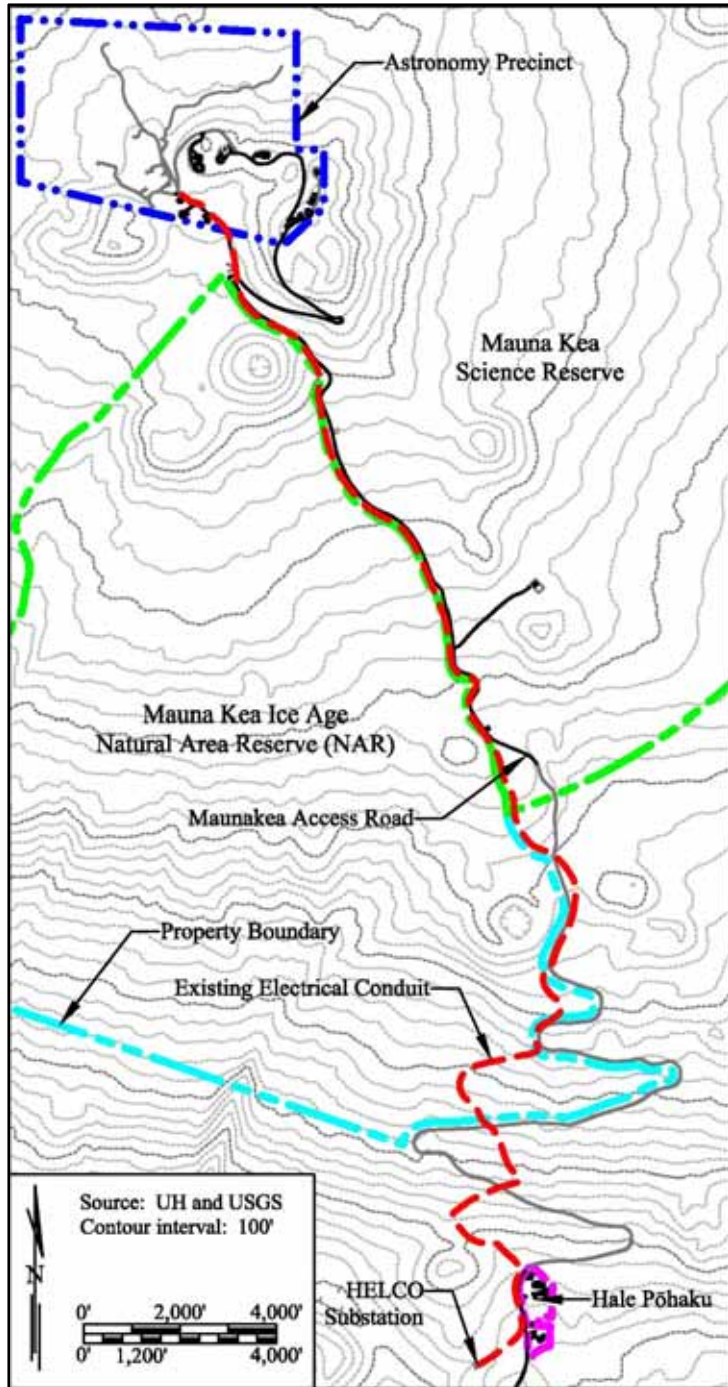 Astronomy Precinct
Mauna Kea
Science Reserve
Mauna Kea Ice Age
Natural Area Reserve (NAR)
Maunakea Access Road
Property Boundary
Existing Electrical Conduit
Source: UH and USGS
Contour interval: 100'
N
0' 2,000' 4,000'
0' 1,200' 4,000'
HELCO
Substation
Hale Pōhaku